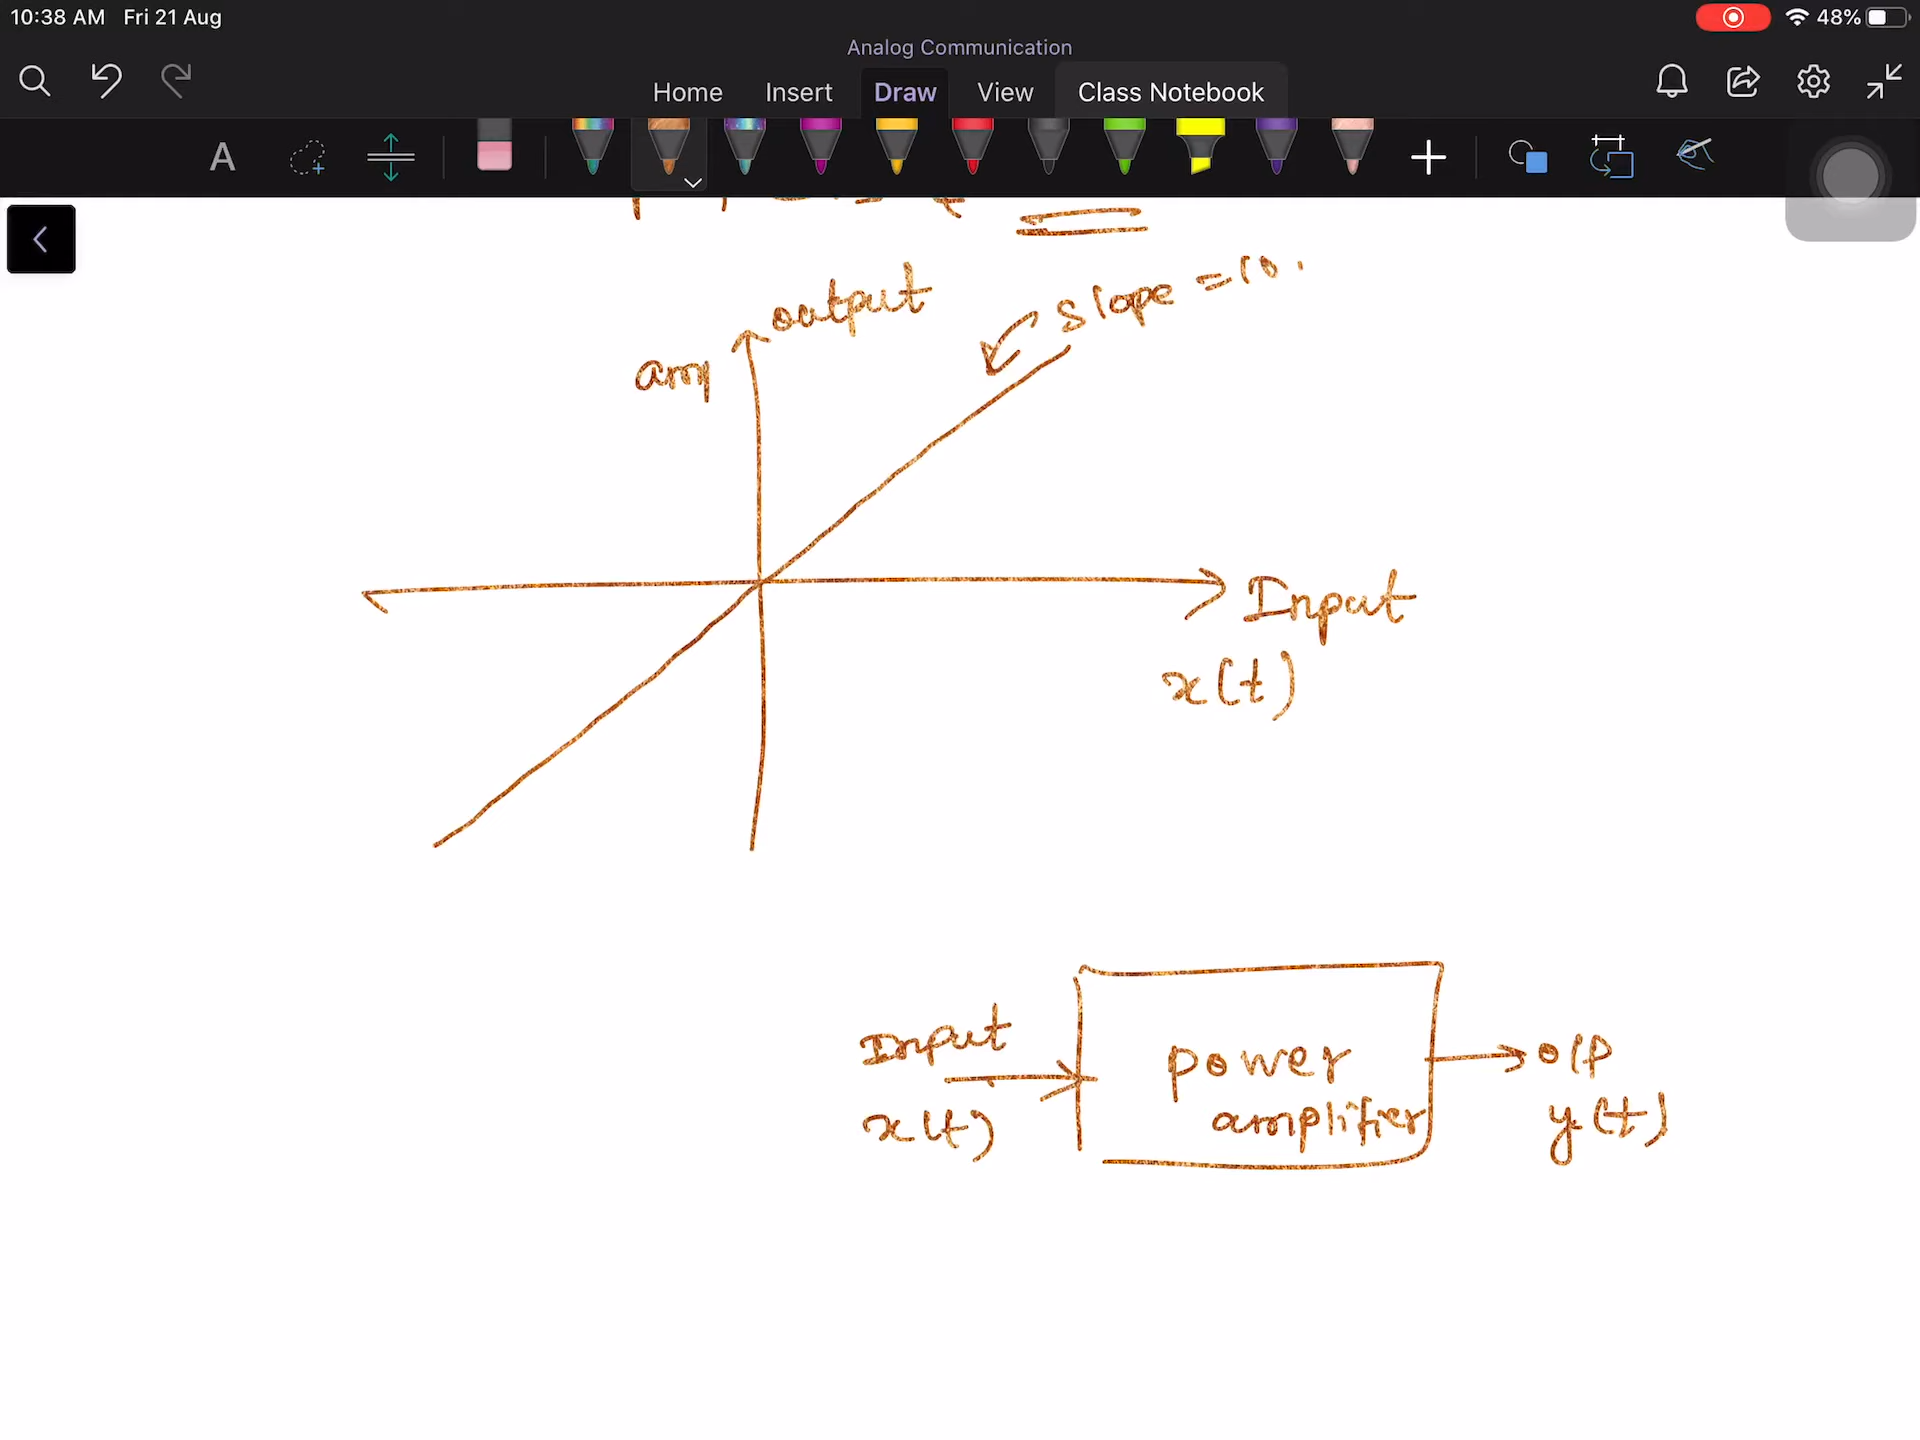 10:38 AM Fri 21 Aug
48%
Analog Communication
Home Insert Draw View Class Notebook
A
output
slope = 10.
Input
x(t)
Input
x(t)
power
amplifier
o/p
y(t)